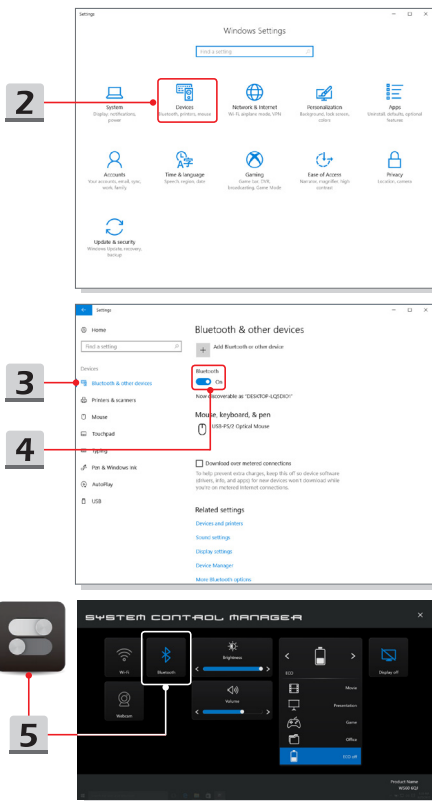 Settings
Windows Settings
Find a setting
2
System
Display, notifications,
power
Devices
Bluetooth, printers, mouse
Network & Internet
Wi-Fi, airplane mode, VPN
Personalization
Background, lock screen,
colors
Apps
Uninstall, defaults, optional
features
Accounts
Your accounts, email, sync,
work, family
Time & language
Speech, region, date
Gaming
Game bar, DVR,
broadcasting, Game Mode
Ease of Access
Narrator, magnifier, high
contrast
Privacy
Location, camera
Update & security
Windows Update, recovery,
backup
Settings
Home
Bluetooth & other devices
Find a setting
Add Bluetooth or other device
Devices
Bluetooth
3
Bluetooth & other devices
On
Printers & scanners
Now discoverable as
Mouse
Mouse, keyboard, & pen
Touchpad
USB-PS/2 Optical Mouse
4
Typing
Pen & Windows Ink
Download over metered connections
AutoPlay
To help prevent extra charges, keep this off so device software
(drivers, info, and apps) for new devices won't download while
you're on metered Internet connections.
USB
Related settings
Devices and printers
Sound settings
Display settings
Device Manager
More Bluetooth options
SYSTEM CONTROL MANAGER
Wi-Fi
Bluetooth
Brightness
ECO
Display off
Webcam
Volume
Movie
Presentation
Game
Office
ECO off
5
Product Name
WS60 6QJ